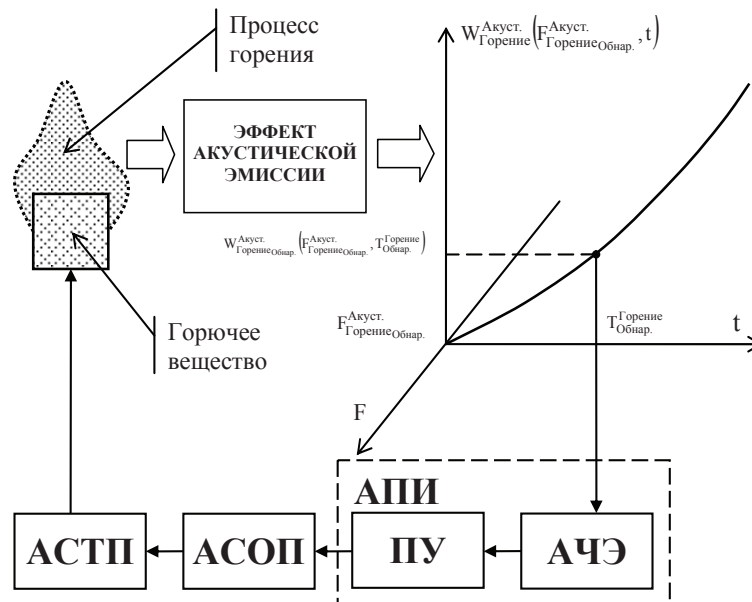 Процесс
горения
W^Акуст._Горение(F^Акуст._Горение_Обнар., t)
ЭФФЕКТ
АКУСТИЧЕСКОЙ
ЭМИССИИ
W^Акуст._Горение_Обнар.(F^Акуст._Горение_Обнар., T^Горение_Обнар.)
Горючее
вещество
F^Акуст._Горение_Обнар.
T^Горение_Обнар.
t
F
АПИ
АСТП
АСОП
ПУ
АЧЭ